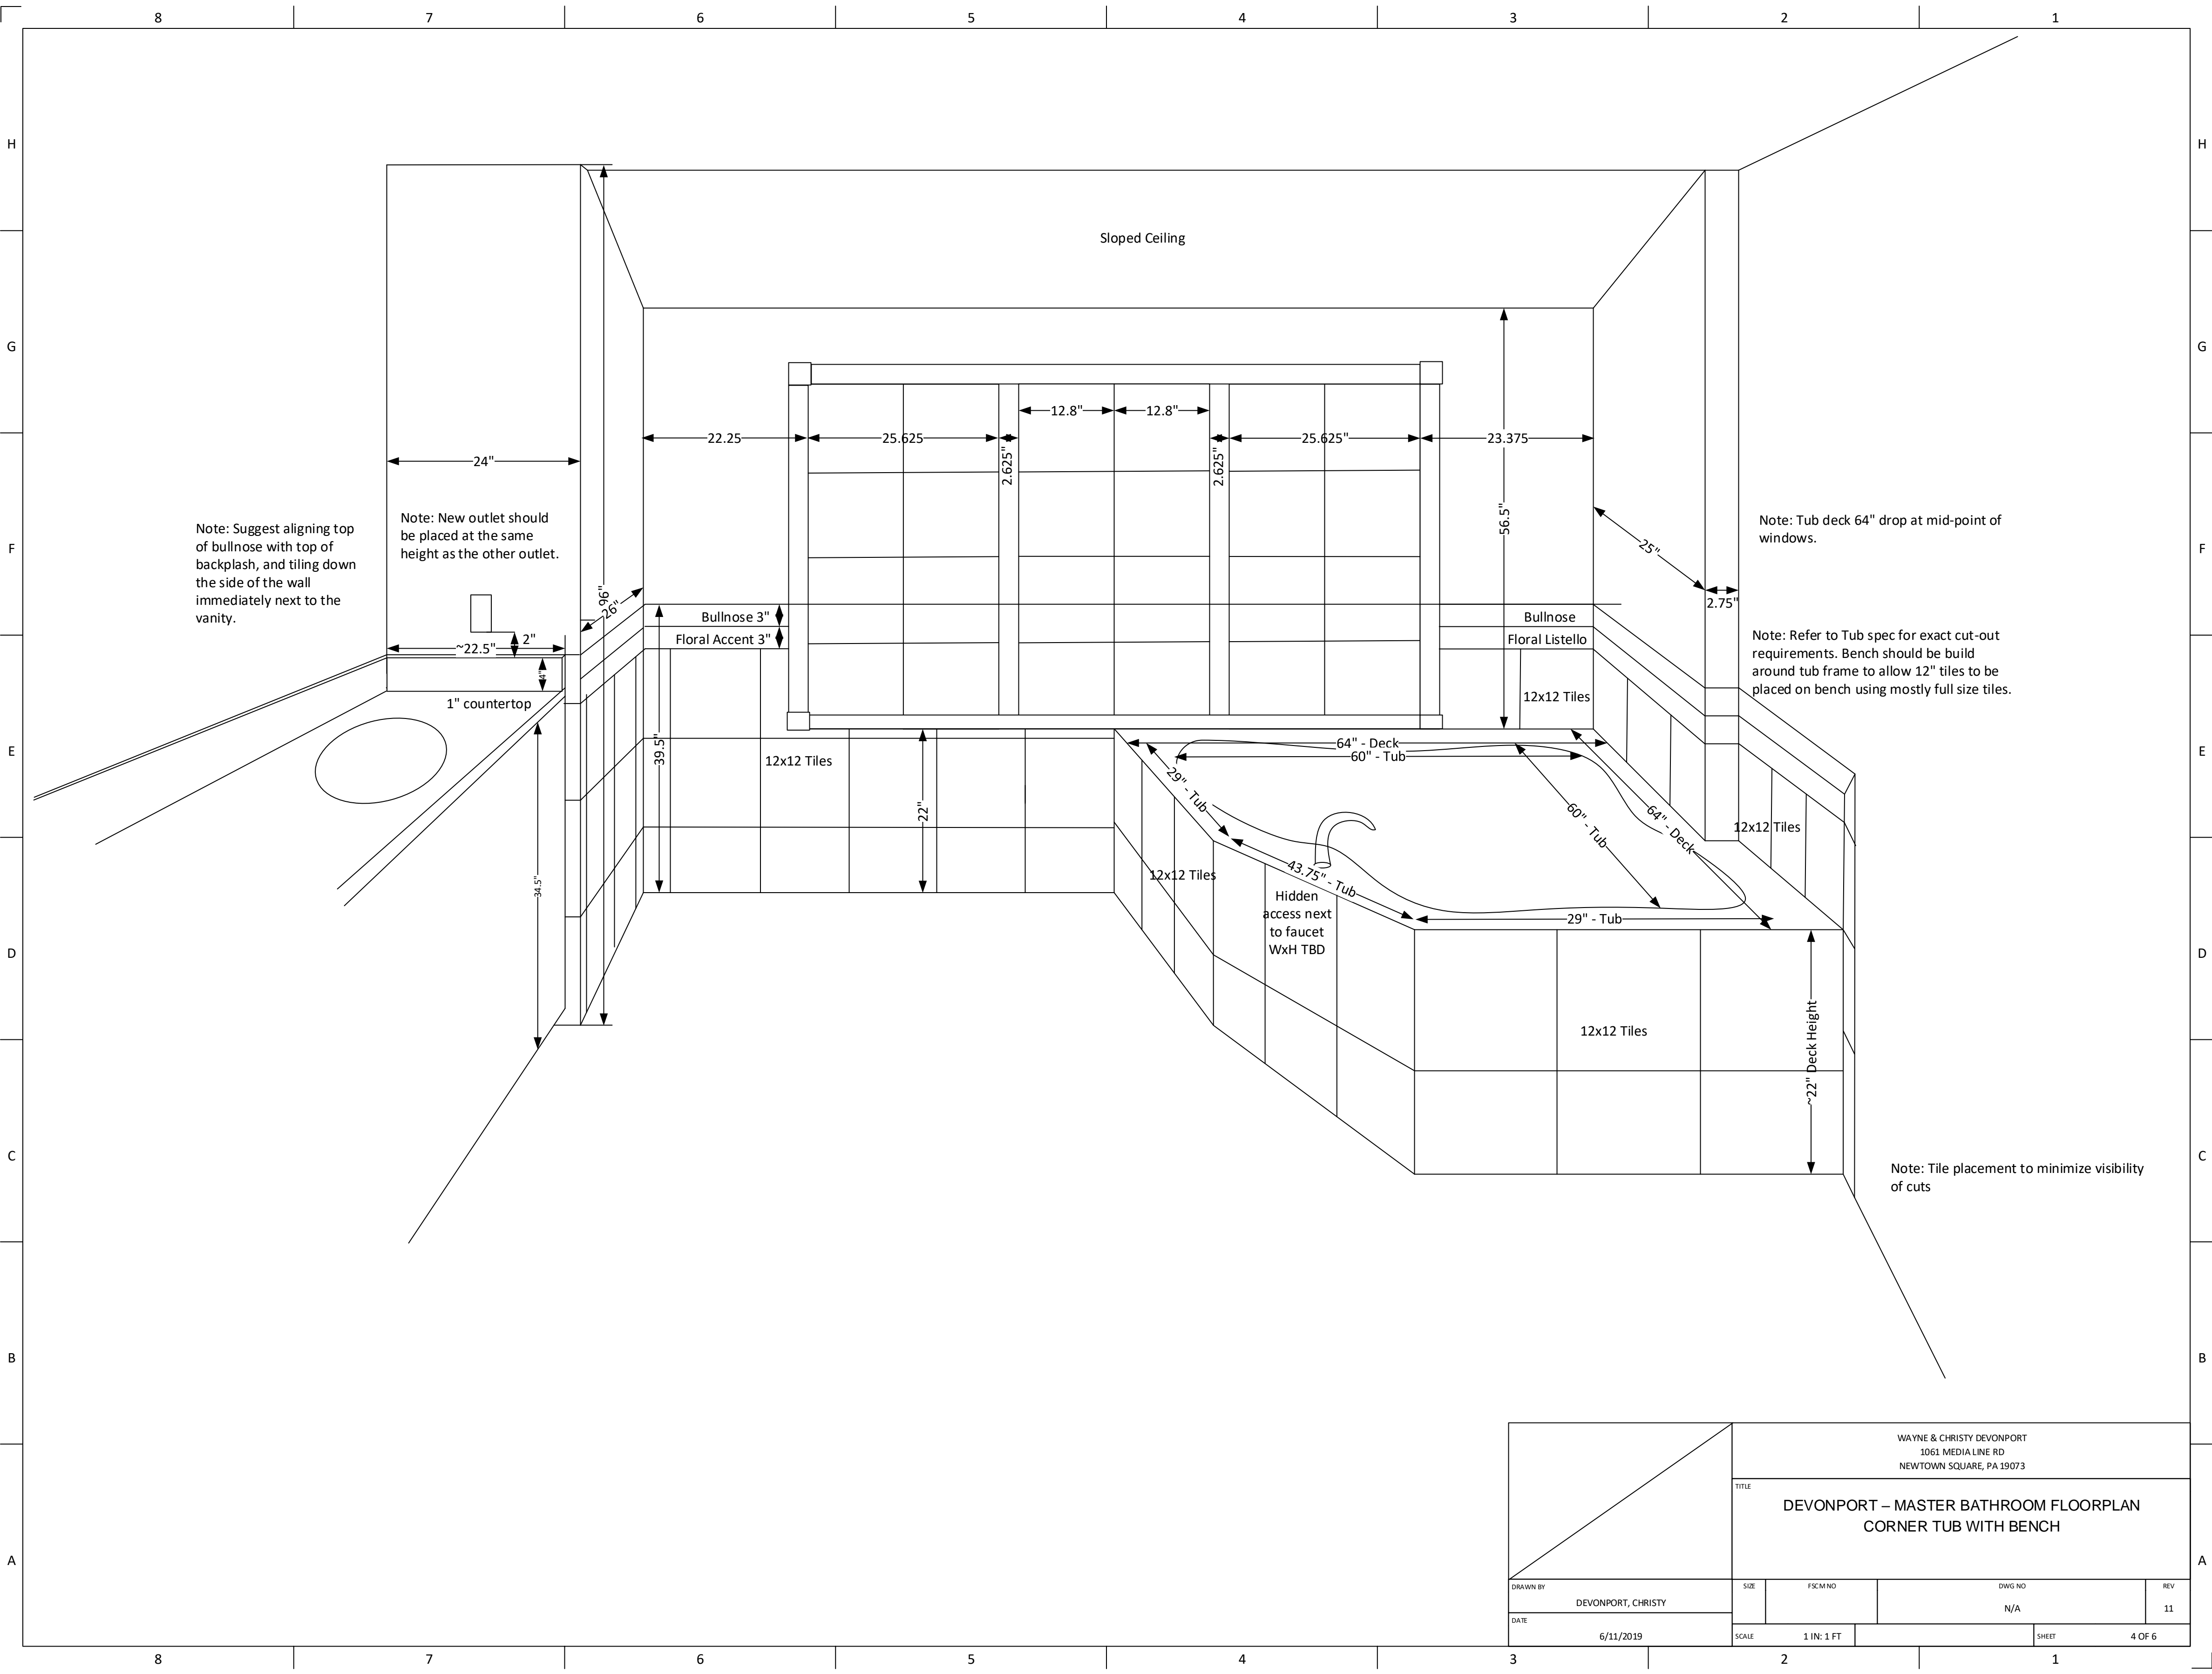 8 7 6 5 4 3 2 1
H H
G G
F F
E E
D D
C C
B B
A A
Sloped Ceiling
12.8"
12.8"
22.25
25.625
2.625"
2.625"
25.625"
23.375
24"
96"
26"
56.5"
25"
2.75"
Note: Suggest aligning top
of bullnose with top of
backplash, and tiling down
the side of the wall
immediately next to the
vanity.
Note: New outlet should
be placed at the same
height as the other outlet.
Note: Tub deck 64" drop at mid-point of
windows.
Note: Refer to Tub spec for exact cut-out
requirements. Bench should be build
around tub frame to allow 12" tiles to be
placed on bench using mostly full size tiles.
2"
~22.5"
4"
1" countertop
34.5"
Bullnose 3"
Floral Accent 3"
Bullnose
Floral Listello
12x12 Tiles
39.5"
12x12 Tiles
22"
64" - Deck
60" - Tub
29" - Tub
60" - Tub
64" - Deck
12x12 Tiles
43.75" - Tub
12x12 Tiles
Hidden
access next
to faucet
WxH TBD
29" - Tub
12x12 Tiles
~22" Deck Height
Note: Tile placement to minimize visibility
of cuts
WAYNE & CHRISTY DEVONPORT
1061 MEDIA LINE RD
NEWTOWN SQUARE, PA 19073
TITLE
DEVONPORT – MASTER BATHROOM FLOORPLAN
CORNER TUB WITH BENCH
DRAWN BY
DEVONPORT, CHRISTY
DATE
6/11/2019
SIZE
FSCM NO
DWG NO
N/A
REV
11
SCALE
1 IN: 1 FT
SHEET
4 OF 6
8 7 6 5 4 3 2 1